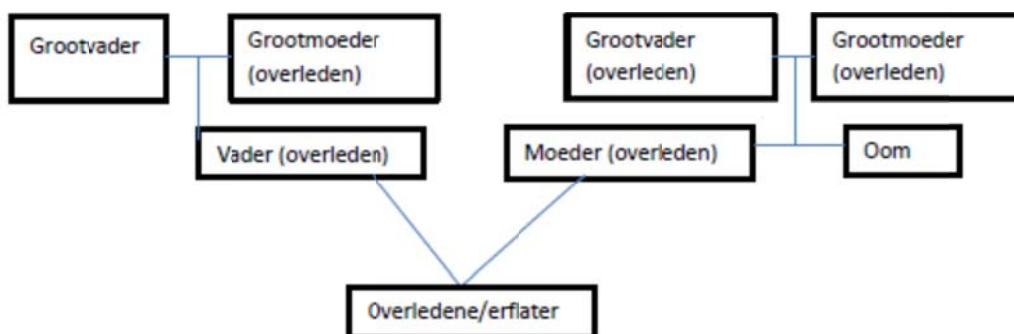 Grootvader
Grootmoeder
(overleden)
Grootvader
(overleden)
Grootmoeder
(overleden)
Vader (overleden)
Moeder (overleden)
Oom
Overledene/erflater